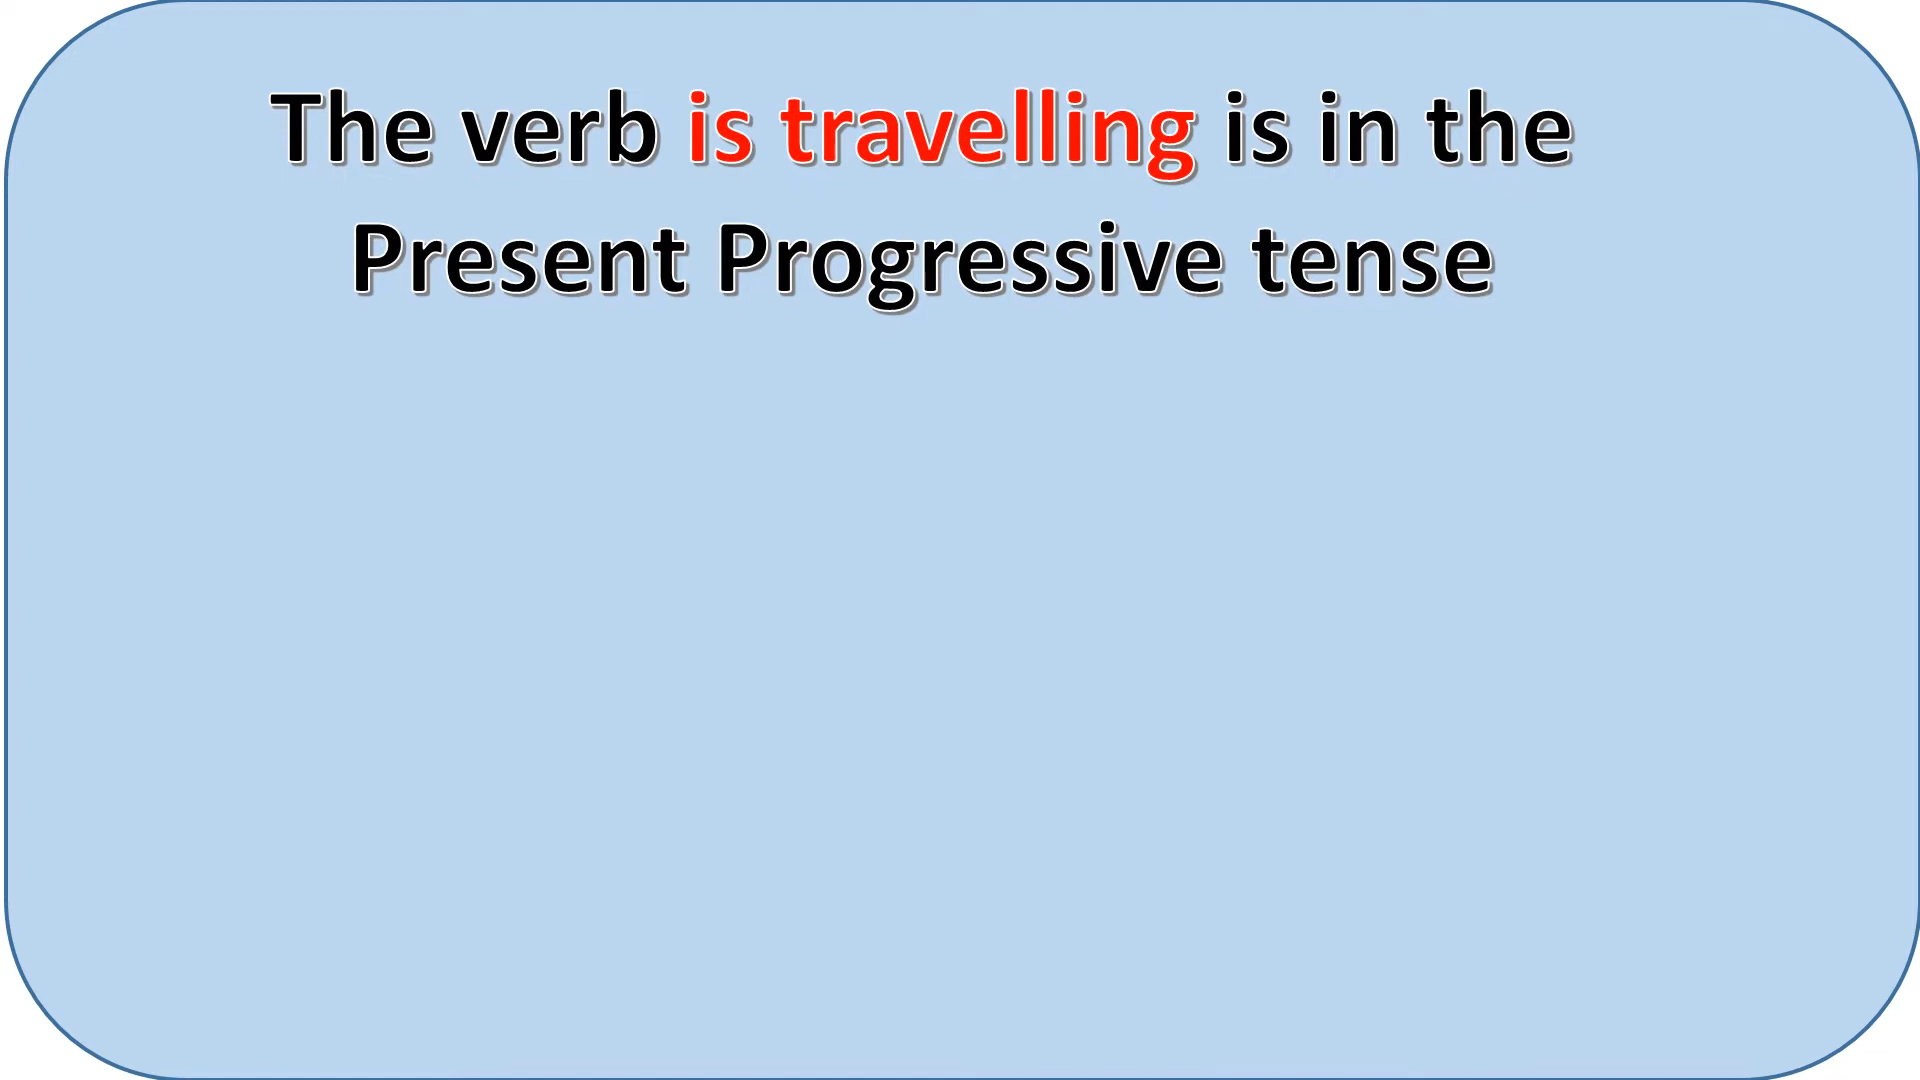 The verb is travelling is in the
Present Progressive tense